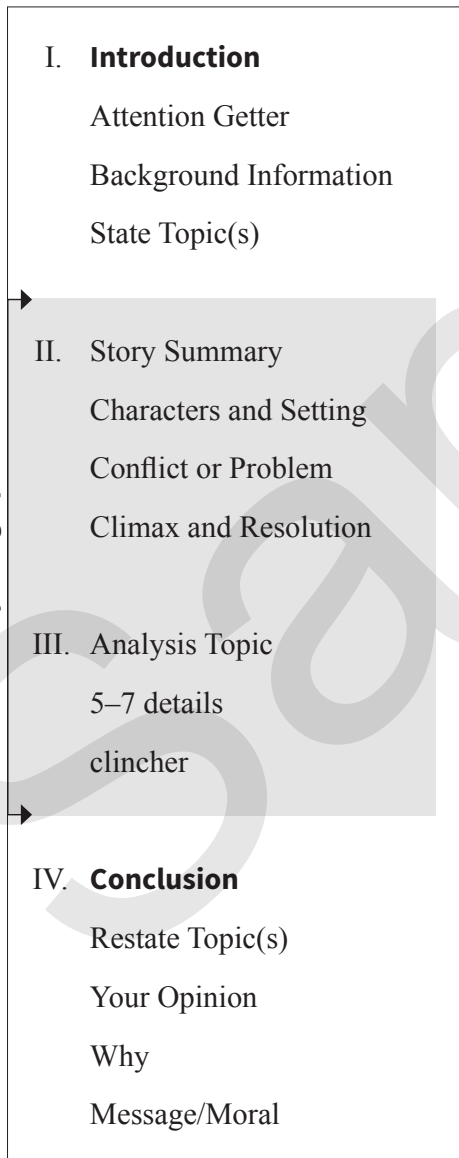 I. Introduction
Attention Getter
Background Information
State Topic(s)
II. Story Summary
Characters and Setting
Conflict or Problem
Climax and Resolution
III. Analysis Topic
5–7 details
clincher
IV. Conclusion
Restate Topic(s)
Your Opinion
Why
Message/Moral